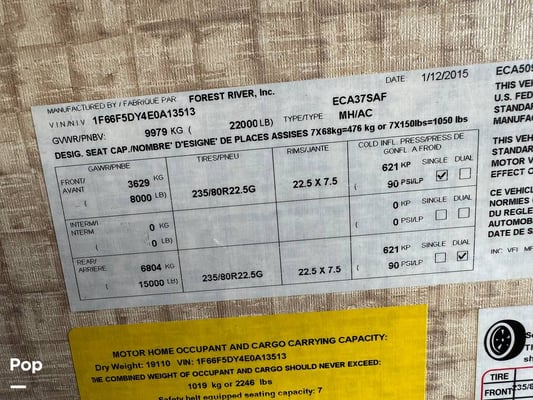 MANUFACTURED BY / FABRIQUE PAR FOREST RIVER, Inc. DATE 1/12/2015
VIN/NIV 1F66F5DY4E0A13513 TYPE/TYPE ECA37SAF
GVWR/PNBV: 9979 KG ( 22000 LB) MH/AC
DESIG. SEAT CAP./NOMBRE' D'ESIGNE' DE PLACES ASSISES 7X68kg=476 kg or 7X150lbs=1050 lbs
GAWR/PNBE TIRES/PNEU RIMS/JANTE COLD INFL. PRESS/PRESS DE
GONFL. A FROID
FRONT/ AVANT 3629 KG 235/80R22.5G 22.5 X 7.5 621 KP SINGLE DUAL
( 8000 LB) ( 90 PSI/LP
INTERM/I NTERM 0 KG 0 KP SINGLE DUAL
( 0 LB) ( 0 PSI/LP
REAR/ ARRIERE 6804 KG 235/80R22.5G 22.5 X 7.5 621 KP SINGLE DUAL
( 15000 LB) ( 90 PSI/LP
THIS VE
U.S. FED
STANDAR
MANUFA
THIS VEH
STANDAR
MOTOR V
EFFECT O
CE VEHICL
NORMIES
DU REGLE
AUTOMOB
DATE DE S
MOTOR HOME OCCUPANT AND CARGO CARRYING CAPACITY:
Dry Weight: 19110 VIN: 1F66F5DY4E0A13513
THE COMBINED WEIGHT OF OCCUPANT AND CARGO SHOULD NEVER EXCEED:
1019 kg or 2246 lbs
Safety belt equipped seating capacity: 7
TIRE
FRONT
Pop